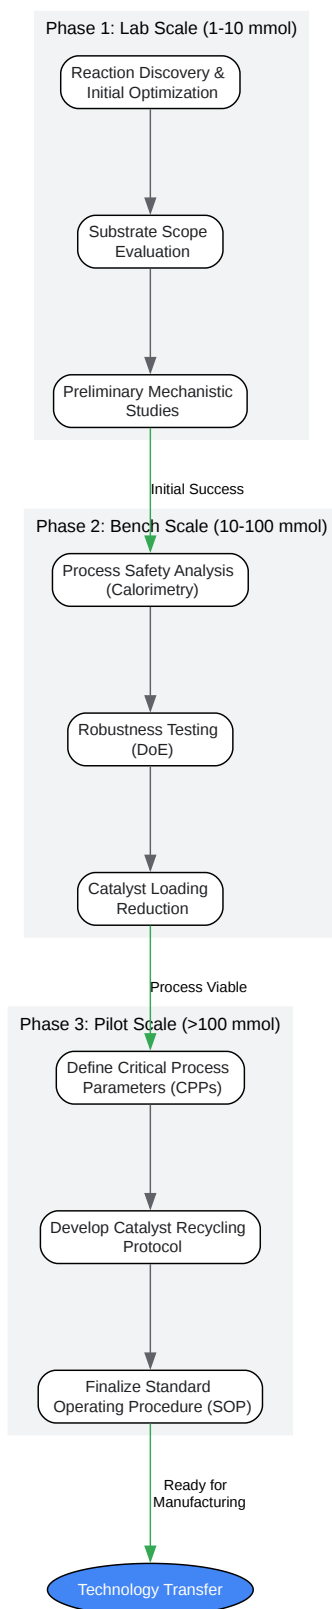 Phase 1: Lab Scale (1-10 mmol)
Reaction Discovery &
Initial Optimization
Substrate Scope
Evaluation
Preliminary Mechanistic
Studies
Initial Success
Phase 2: Bench Scale (10-100 mmol)
Process Safety Analysis
(Calorimetry)
Robustness Testing
(DoE)
Catalyst Loading
Reduction
Process Viable
Phase 3: Pilot Scale (>100 mmol)
Define Critical Process
Parameters (CPPs)
Develop Catalyst Recycling
Protocol
Finalize Standard
Operating Procedure (SOP)
Ready for
Manufacturing
Technology Transfer